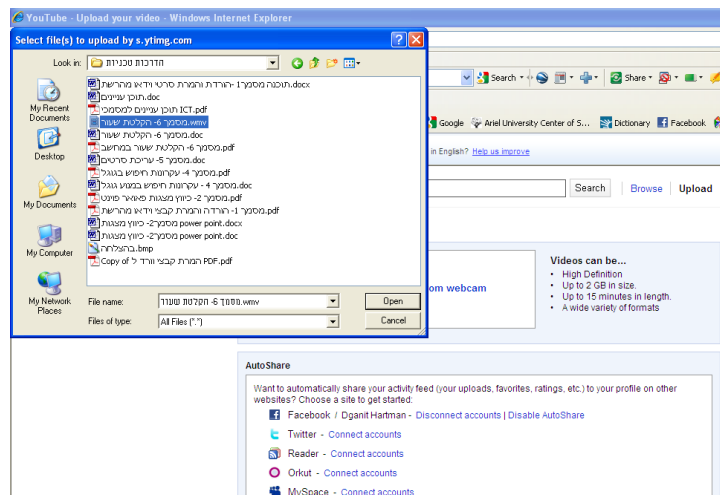 YouTube - Upload your video - Windows Internet Explorer
Select file(s) to upload by s.ytimg.com
Look in: הדרכות טכניות
My Recent Documents
Desktop
My Documents
My Computer
My Network Places
תוכנה מסמך1 -הורדת והמרת סרטי וידאו מהרשת.docx
תוכן עניינים.doc
תוכן עניינים למסמכי ICT.pdf
מסמך 6- הקלטת שעור.wmv
מסמך 6- הקלטת שעור.doc
מסמך 6- הקלטת שעור במחשב.pdf
מסמך 5- עריכת סרטים.doc
מסמך 4- עקרונות חיפוש בגוגל.pdf
מסמך 4 - עקרונות חיפוש במנוע גוגל.doc
מסמך 2- כיווץ מצגות פאואר פוינט.pdf
מסמך 1- הורדה והמרת קבצי וידאו מהרשת.pdf
מסמך2- כיווץ מצגות power point.docx
מסמך2- כיווץ מצגות power point.doc
בהצלחה.bmp
Copy of המרת קבצי וורד ל PDF.pdf
File name: מסמך 6- הקלטת שעור.wmv
Open
Files of type: All Files (*.*)
Cancel
Search
Share
Google
Ariel University Center of S...
Dictionary
Facebook
in English? Help us improve
Search
Browse
Upload
om webcam
Videos can be...
• High Definition
• Up to 2 GB in size.
• Up to 15 minutes in length.
• A wide variety of formats
AutoShare
Want to automatically share your activity feed (your uploads, favorites, ratings, etc.) to your profile on other
websites? Choose a site to get started:
Facebook / Dganit Hartman - Disconnect accounts | Disable AutoShare
Twitter - Connect accounts
Reader - Connect accounts
Orkut - Connect accounts
MySpace - Connect accounts